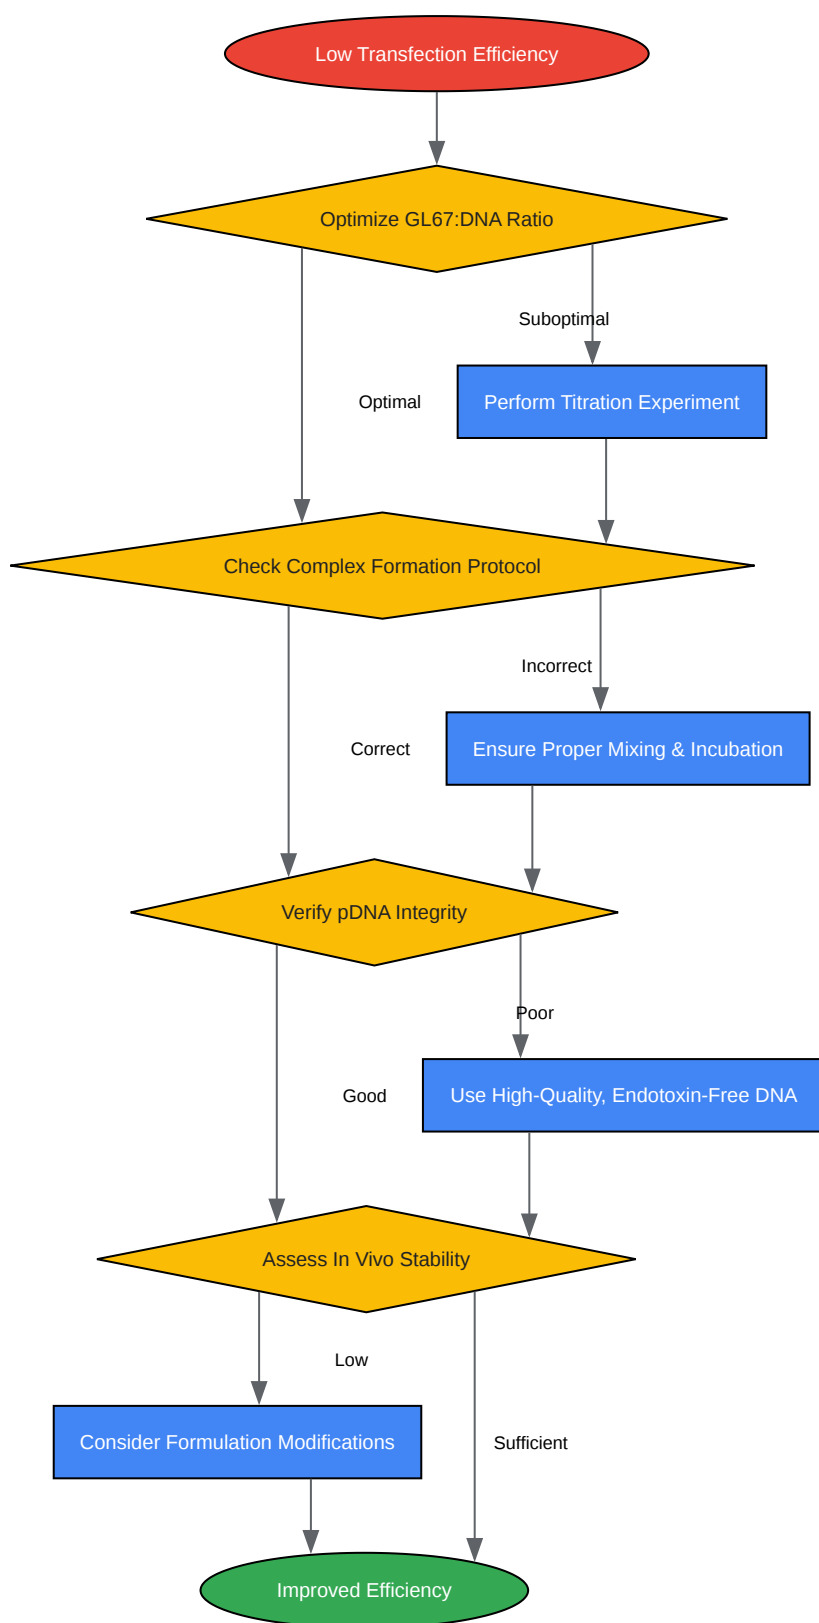 Low Transfection Efficiency
Optimize GL67:DNA Ratio
Suboptimal
Optimal
Perform Titration Experiment
Check Complex Formation Protocol
Incorrect
Correct
Ensure Proper Mixing & Incubation
Verify pDNA Integrity
Poor
Good
Use High-Quality, Endotoxin-Free DNA
Assess In Vivo Stability
Low
Consider Formulation Modifications
Sufficient
Improved Efficiency